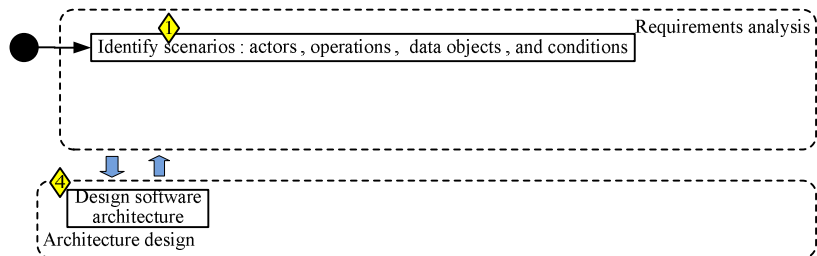 1
Requirements analysis
Identify scenarios : actors , operations , data objects , and conditions
4
Design software
architecture
Architecture design